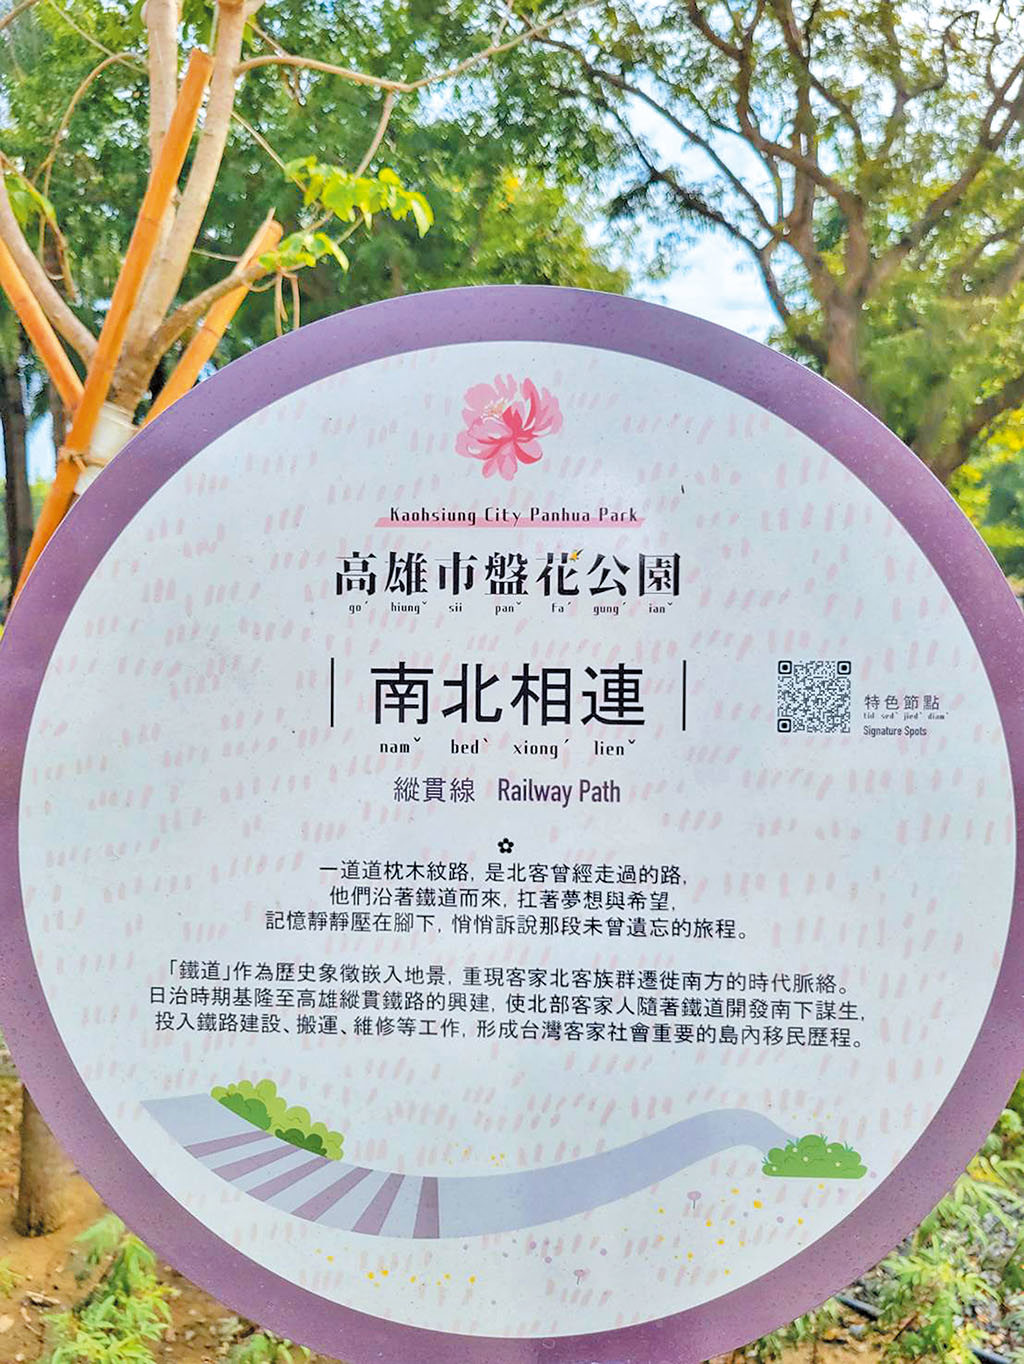 Kaohsiung City Panhua Park
高雄市盤花公園
goˊ hiungˇ sii panˇ faˊ gungˊ ianˇ
南北相連
namˇ bedˋ xiongˊ lienˇ
特色節點
tid sedˋ jiedˋ diamˋ
Signature Spots
縱貫線 Railway Path
一道道枕木紋路, 是北客曾經走過的路,
他們沿著鐵道而來, 扛著夢想與希望,
記憶靜靜壓在腳下, 悄悄訴說那段未曾遺忘的旅程。
「鐵道」作為歷史象徵嵌入地景, 重現客家北客族群遷徙南方的時代脈絡。
日治時期基隆至高雄縱貫鐵路的興建, 使北部客家人隨著鐵道開發南下謀生,
投入鐵路建設、搬運、維修等工作, 形成台灣客家社會重要的島內移民歷程。